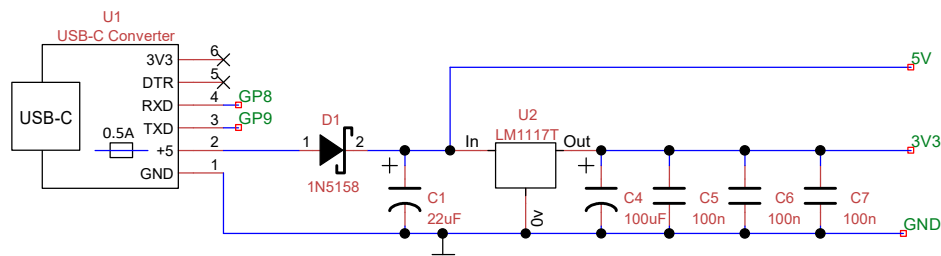 U1
USB-C Converter
USB-C
0.5A
3V3
DTR
RXD
TXD
+5
GND
6
5
4
3
2
1
GP8
GP9
D1
1
2
1N5158
+
C1
22uF
U2
LM1117T
In
Out
0v
+
C4
100uF
C5
100n
C6
100n
C7
100n
5V
3V3
GND